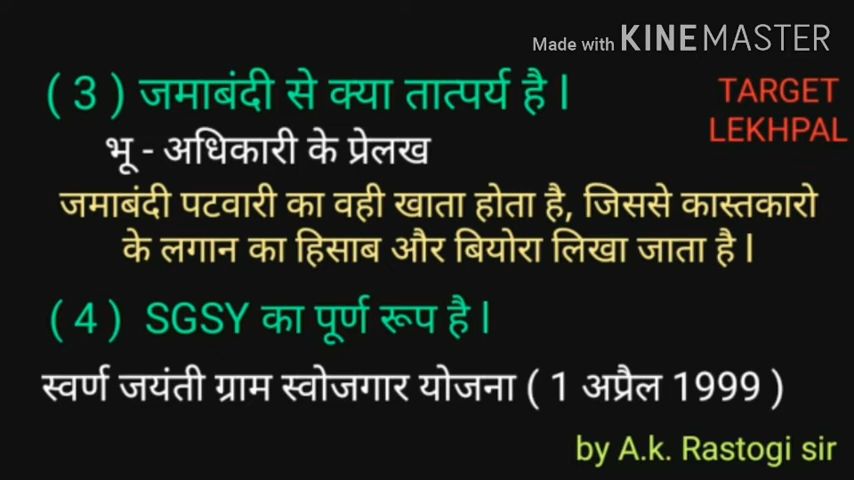 Made with KINEMASTER
( 3 ) जमाबंदी से क्या तात्पर्य है l
TARGET
LEKHPAL
भू - अधिकारी के प्रेलख
जमाबंदी पटवारी का वही खाता होता है, जिससे कास्तकारो
के लगान का हिसाब और बियोरा लिखा जाता है l
( 4 ) SGSY का पूर्ण रूप है l
स्वर्ण जयंती ग्राम स्वोजगार योजना ( 1 अप्रैल 1999 )
by A.k. Rastogi sir